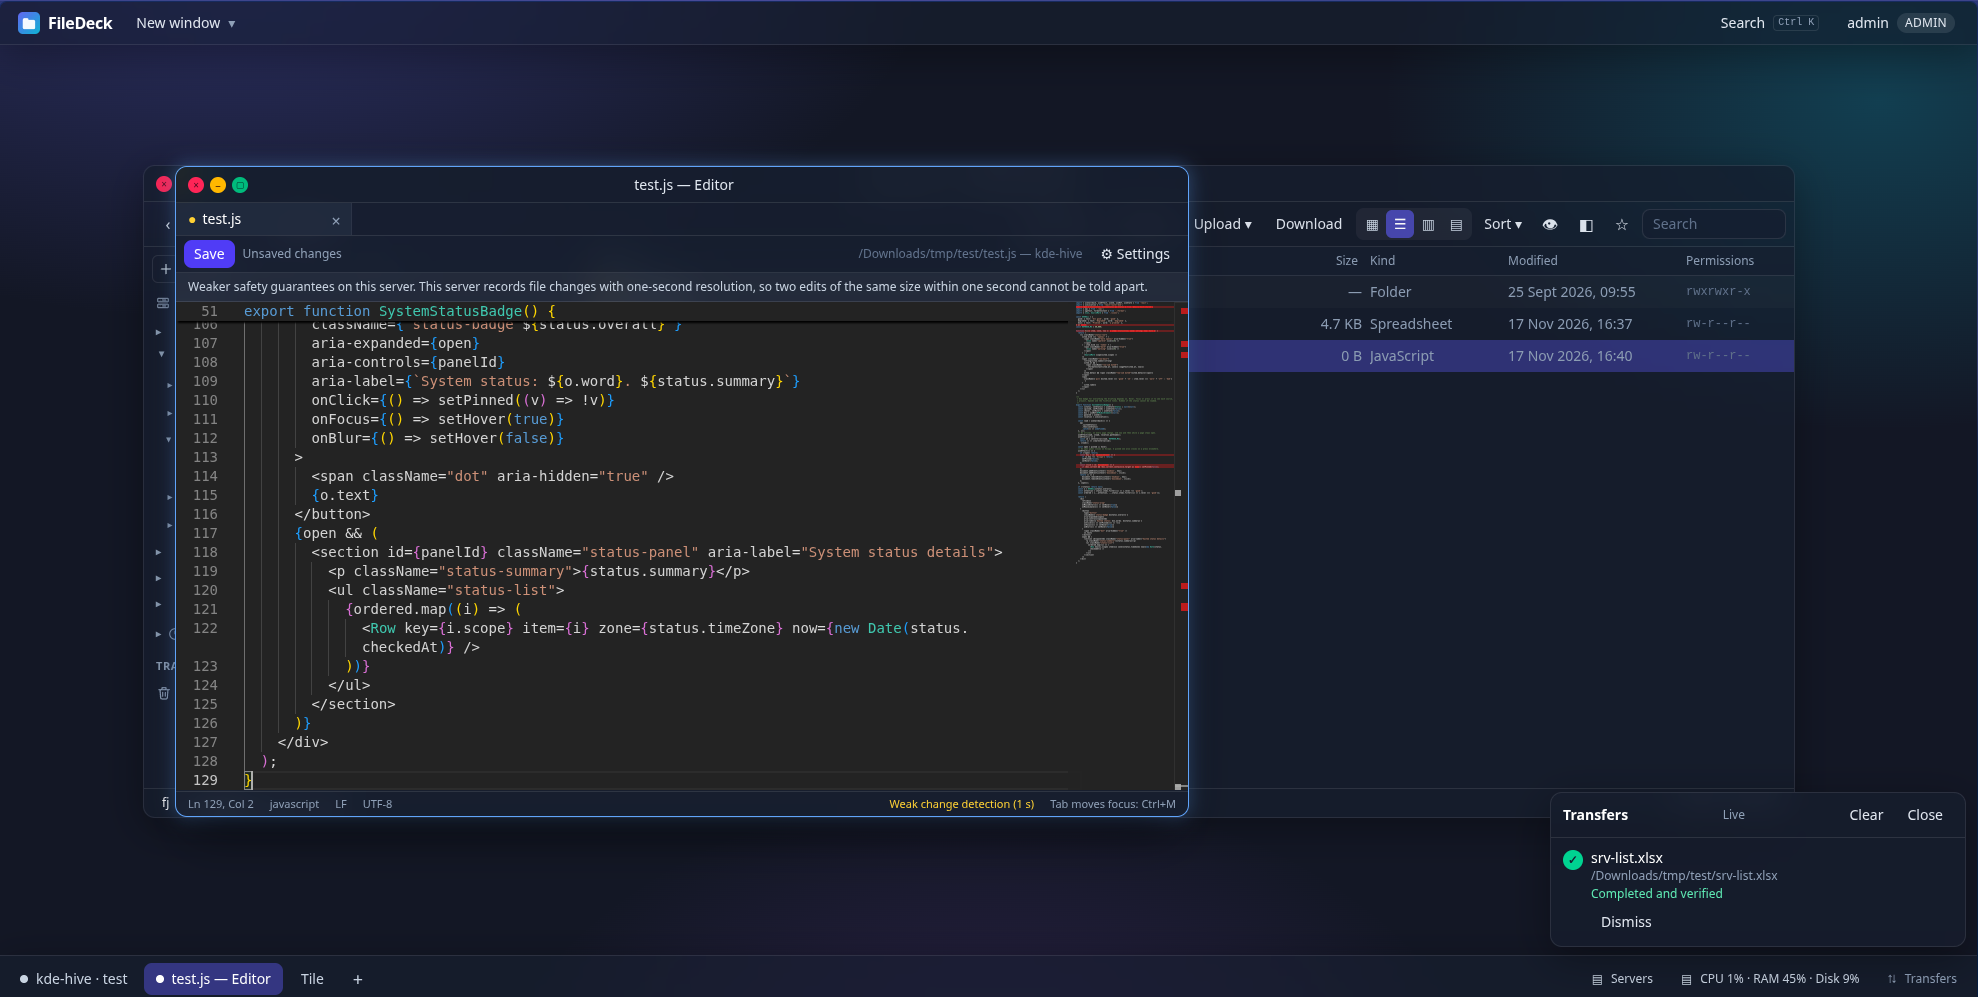 FileDeck
New window ▾
Search Ctrl K
admin ADMIN
test.js — Editor
test.js ×
Save Unsaved changes /Downloads/tmp/test/test.js — kde-hive ⚙ Settings
Weaker safety guarantees on this server. This server records file changes with one-second resolution, so two edits of the same size within one second cannot be told apart.
51 export function SystemStatusBadge() {
106 className={`status-badge ${status.overall}`}
107 aria-expanded={open}
108 aria-controls={panelId}
109 aria-label={`System status: ${o.word}. ${status.summary}`}
110 onClick={() => setPinned((v) => !v)}
111 onFocus={() => setHover(true)}
112 onBlur={() => setHover(false)}
113 >
114 <span className="dot" aria-hidden="true" />
115 {o.text}
116 </button>
117 {open && (
118 <section id={panelId} className="status-panel" aria-label="System status details">
119 <p className="status-summary">{status.summary}</p>
120 <ul className="status-list">
121 {ordered.map((i) => (
122 <Row key={i.scope} item={i} zone={status.timeZone} now={new Date(status.
checkedAt)} />
123 ))}
124 </ul>
125 </section>
126 )}
127 </div>
128 );
129 }
Ln 129, Col 2 javascript LF UTF-8 Weak change detection (1 s) Tab moves focus: Ctrl+M
TRA
fj
Upload ▾ Download Sort ▾ Search
Size Kind Modified Permissions
— Folder 25 Sept 2026, 09:55 rwxrwxr-x
4.7 KB Spreadsheet 17 Nov 2026, 16:37 rw-r--r--
0 B JavaScript 17 Nov 2026, 16:40 rw-r--r--
Transfers Live Clear Close
srv-list.xlsx
/Downloads/tmp/test/srv-list.xlsx
Completed and verified
Dismiss
kde-hive · test
test.js — Editor
Tile +
Servers
CPU 1% · RAM 45% · Disk 9%
Transfers